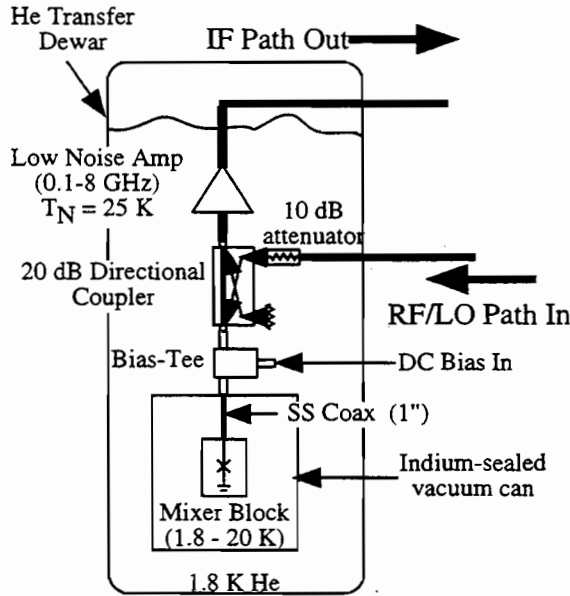 He Transfer
Dewar
IF Path Out
Low Noise Amp
(0.1-8 GHz)
T_N = 25 K
10 dB
attenuator
20 dB Directional
Coupler
RF/LO Path In
Bias-Tee
DC Bias In
SS Coax (1")
Indium-sealed
vacuum can
Mixer Block
(1.8 - 20 K)
1.8 K He